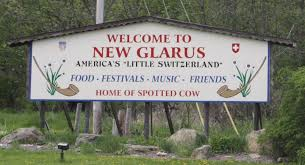 WELCOME TO
NEW GLARUS
AMERICA'S "LITTLE SWITZERLAND"
FOOD - FESTIVALS - MUSIC - FRIENDS
HOME OF SPOTTED COW